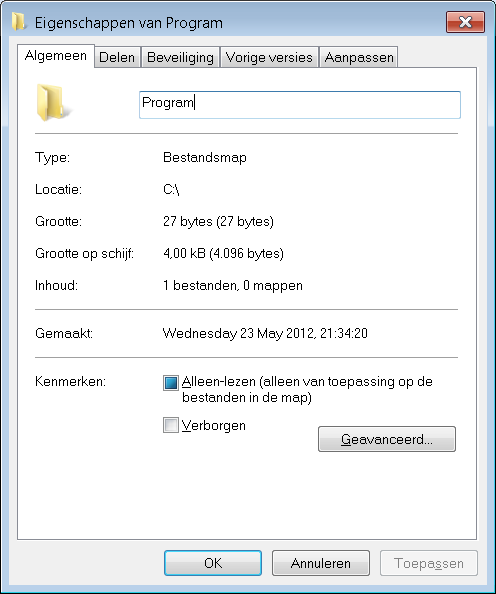 Eigenschappen van Program
Algemeen Delen Beveiliging Vorige versies Aanpassen
Program
Type: Bestandsmap
Locatie: C:\
Grootte: 27 bytes (27 bytes)
Grootte op schijf: 4,00 kB (4.096 bytes)
Inhoud: 1 bestanden, 0 mappen
Gemaakt: Wednesday 23 May 2012, 21:34:20
Kenmerken: Alleen-lezen (alleen van toepassing op de
bestanden in de map)
Verborgen
Geavanceerd...
OK Annuleren Toepassen